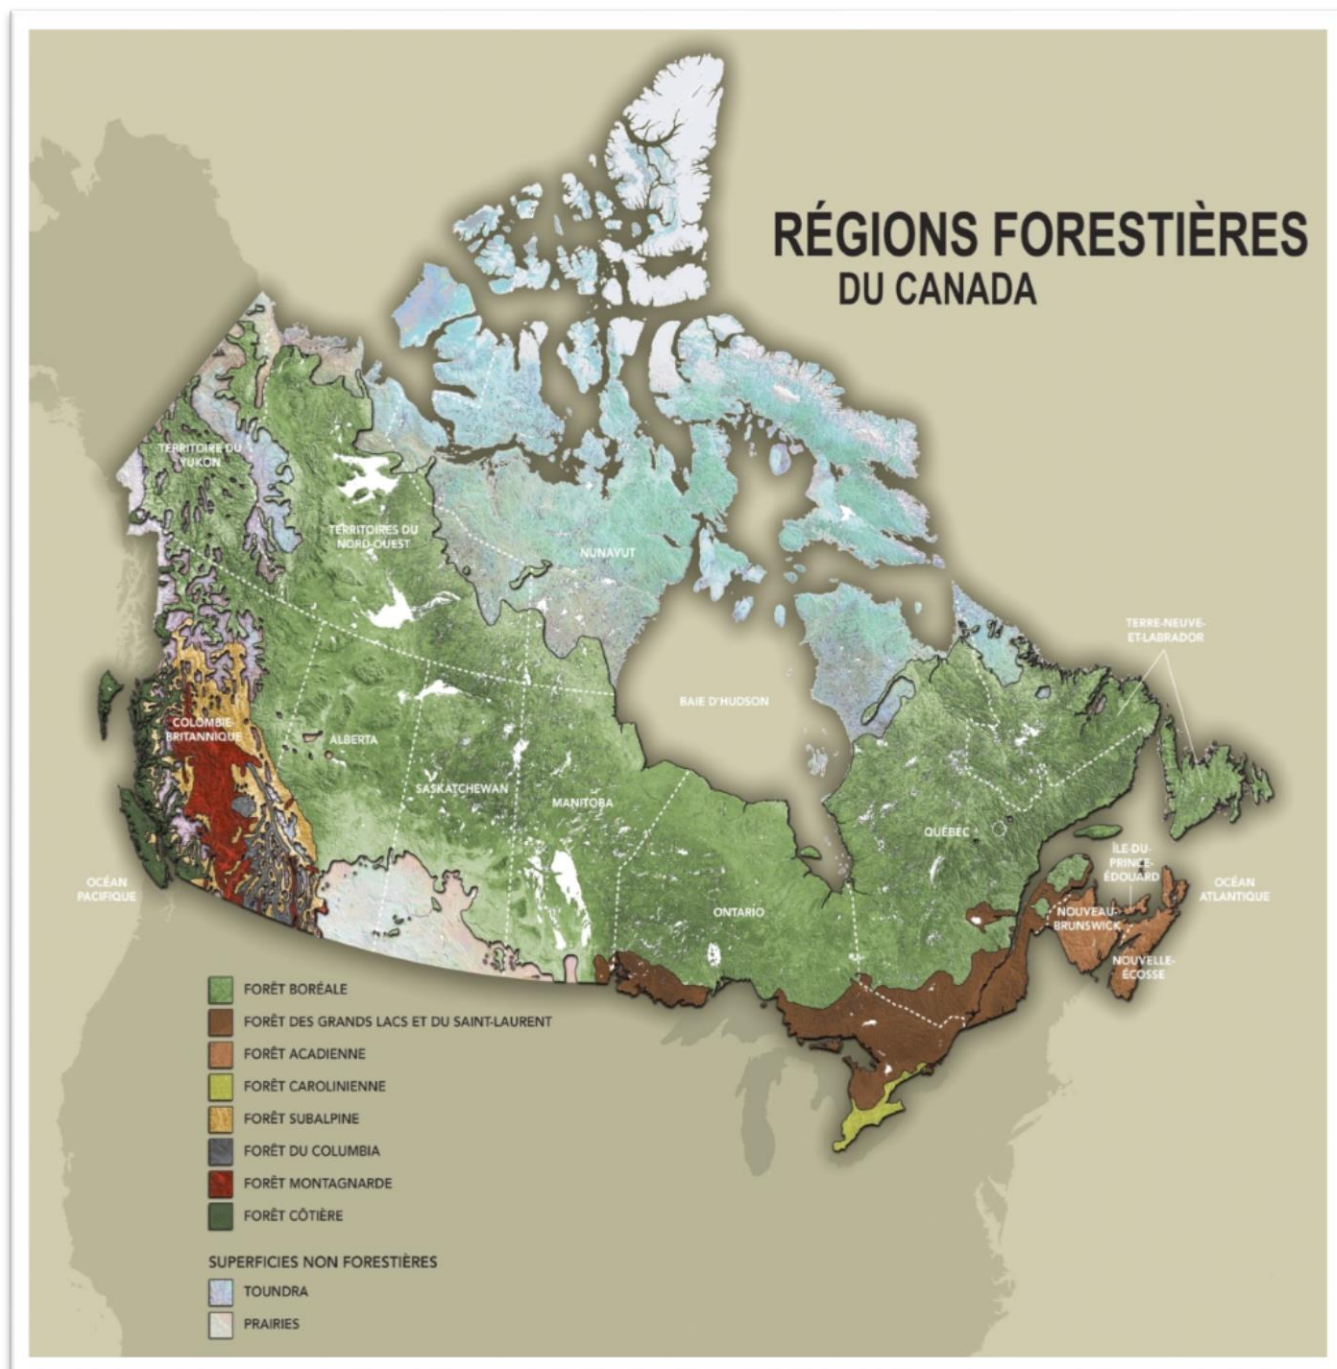 RÉGIONS FORESTIÈRES
DU CANADA
TERRITOIRE DU
YUKON
TERRITOIRES DU
NORD-OUEST
NUNAVUT
TERRE-NEUVE-
ET-LABRADOR
BAIE D'HUDSON
COLOMBIE-
BRITANNIQUE
ALBERTA
SASKATCHEWAN
MANITOBA
QUÉBEC
ÎLE-DU-
PRINCE-
ÉDOUARD
OCÉAN
PACIFIQUE
OCÉAN
ATLANTIQUE
ONTARIO
NOUVEAU-
BRUNSWICK
NOUVELLE-
ÉCOSSE
FORÊT BORÉALE
FORÊT DES GRANDS LACS ET DU SAINT-LAURENT
FORÊT ACADIENNE
FORÊT CAROLINIENNE
FORÊT SUBALPINE
FORÊT DU COLUMBIA
FORÊT MONTAGNARDE
FORÊT CÔTIÈRE
SUPERFICIES NON FORESTIÈRES
TOUNDRA
PRAIRIES